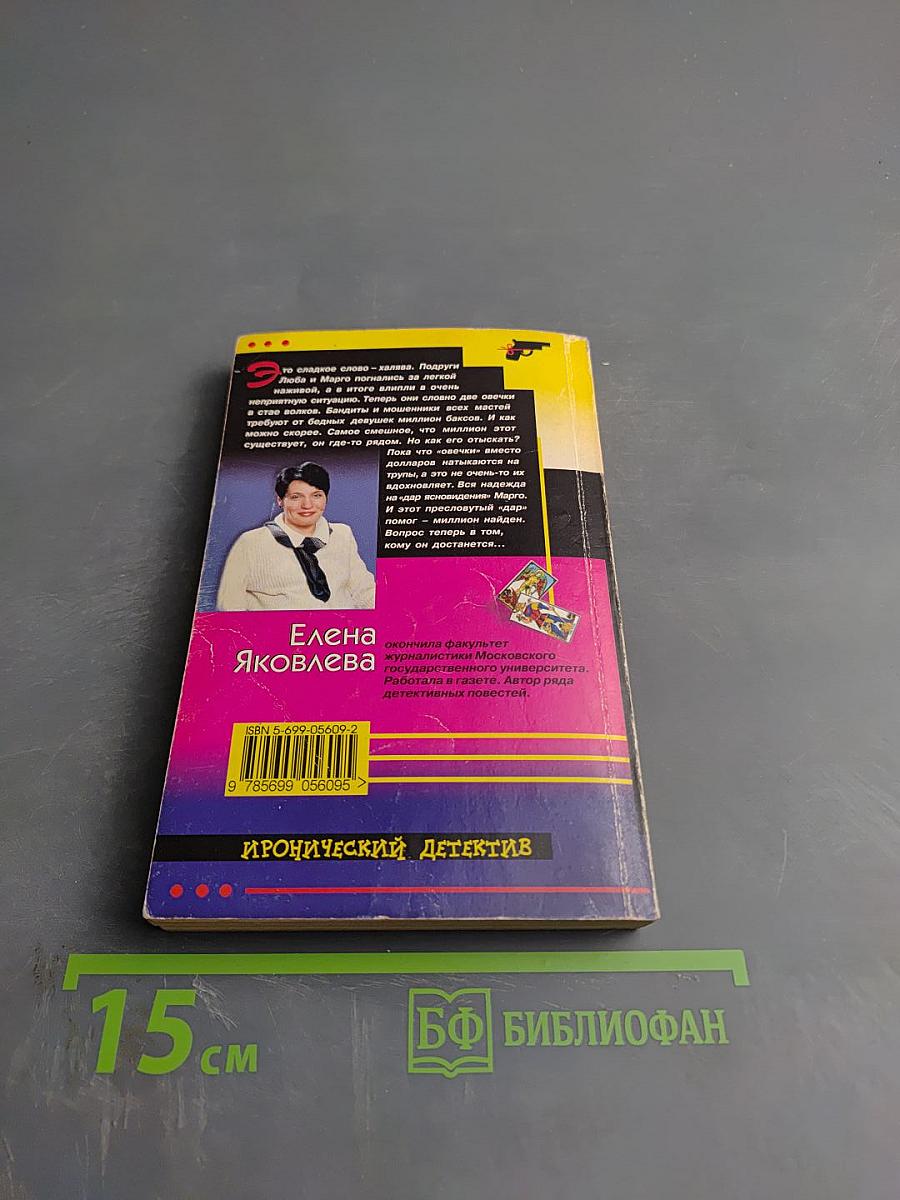 Это сладкое слово – халява. Подруги
Люба и Марго погнались за легкой
наживой, а в итоге влипли в очень
неприятную ситуацию. Теперь они словно две овечки
в стае волков. Бандиты и мошенники всех мастей
требуют от бедных девушек миллион баксов. И как
можно скорее. Самое смешное, что миллион этот
существует, он где-то рядом. Но как его отыскать?
Пока что «овечки» вместо
долларов натыкаются на
трупы, а это не очень-то их
вдохновляет. Вся надежда
на «дар ясновидения» Марго.
И этот пресловутый «дар»
помог – миллион найден.
Вопрос теперь в том,
кому он достанется...
Елена
Яковлева
окончила факультет
журналистики Московского
государственного университета.
Работала в газете. Автор ряда
детективных повестей.
ISBN 5-699-05609-2
9 785699 056095 >
ИРОНИЧЕСКИЙ ДЕТЕКТИВ
15 см
БФ БИБЛИОФАН